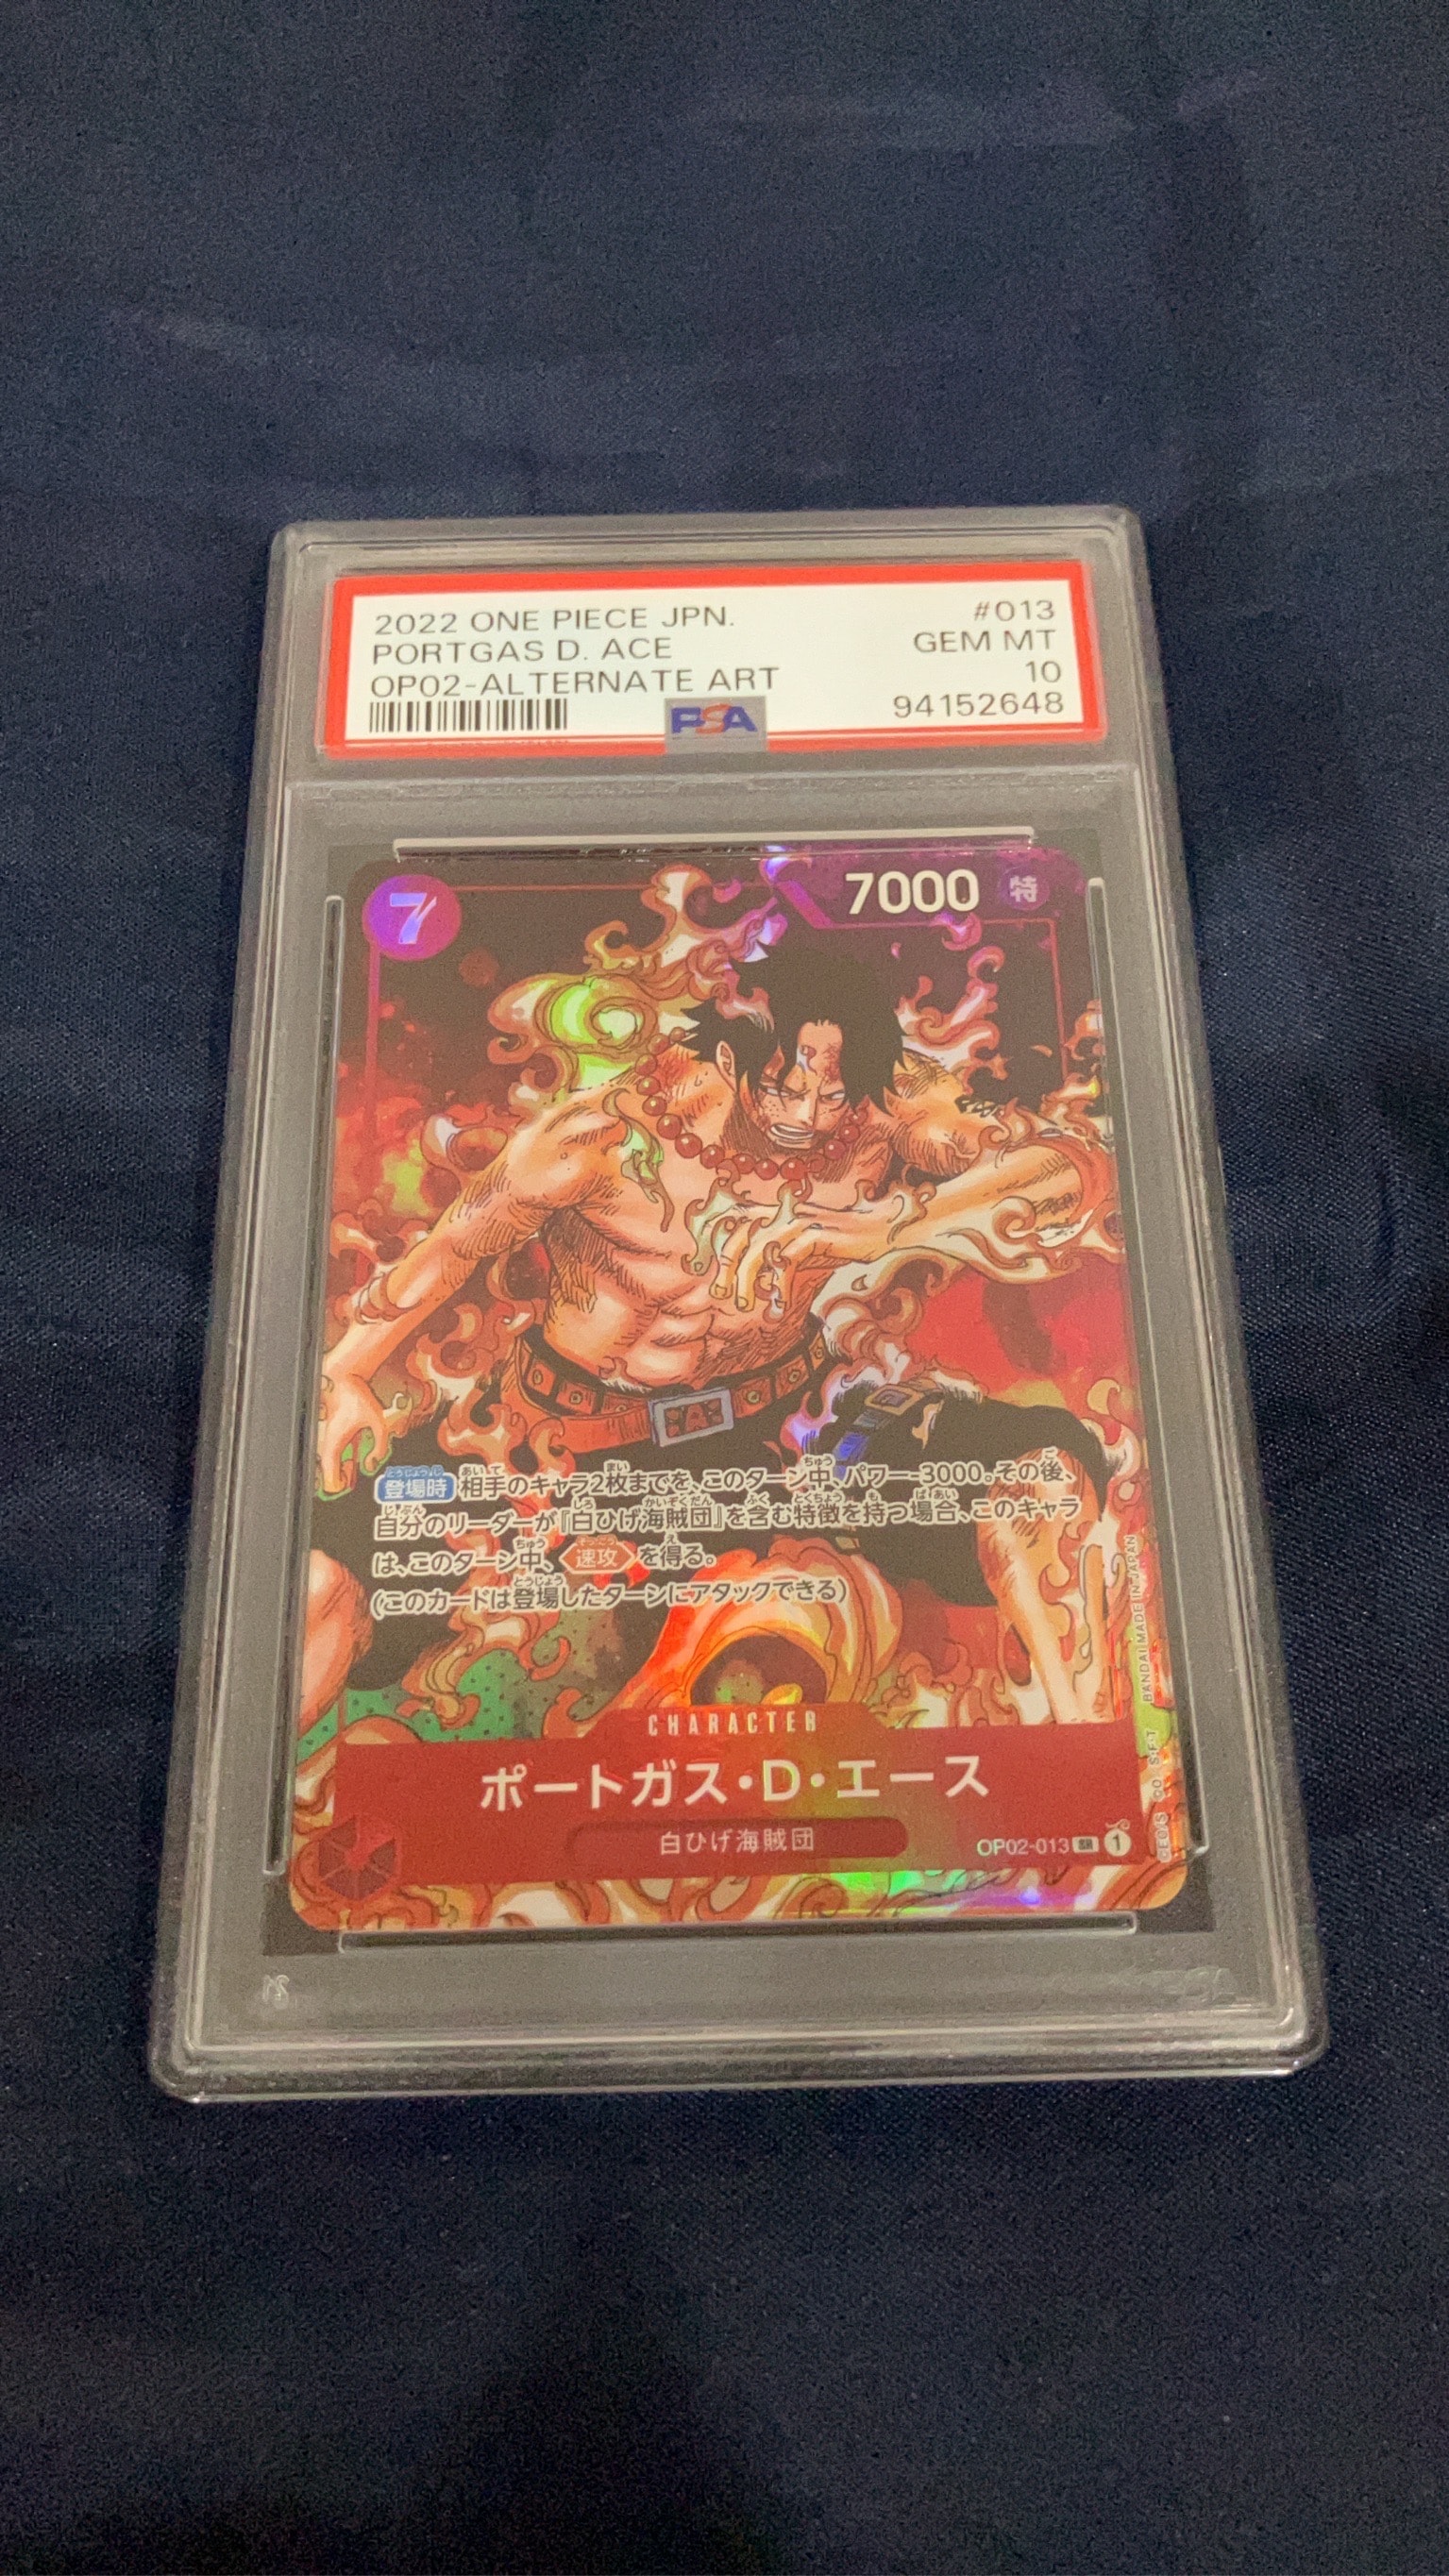 2022 ONE PIECE JPN. #013
PORTGAS D. ACE GEM MT
OP02-ALTERNATE ART 10
PSA 94152648
7 7000 特
登場時 相手のキャラ2枚までを、このターン中、パワー-3000。その後、
自分のリーダーが『白ひげ海賊団』を含む特徴を持つ場合、このキャラ
は、このターン中、速攻を得る。
(このカードは登場したターンにアタックできる)
BANDAI MADE IN JAPAN
CHARACTER
ポートガス・D・エース
白ひげ海賊団
OP02-013 SR 1